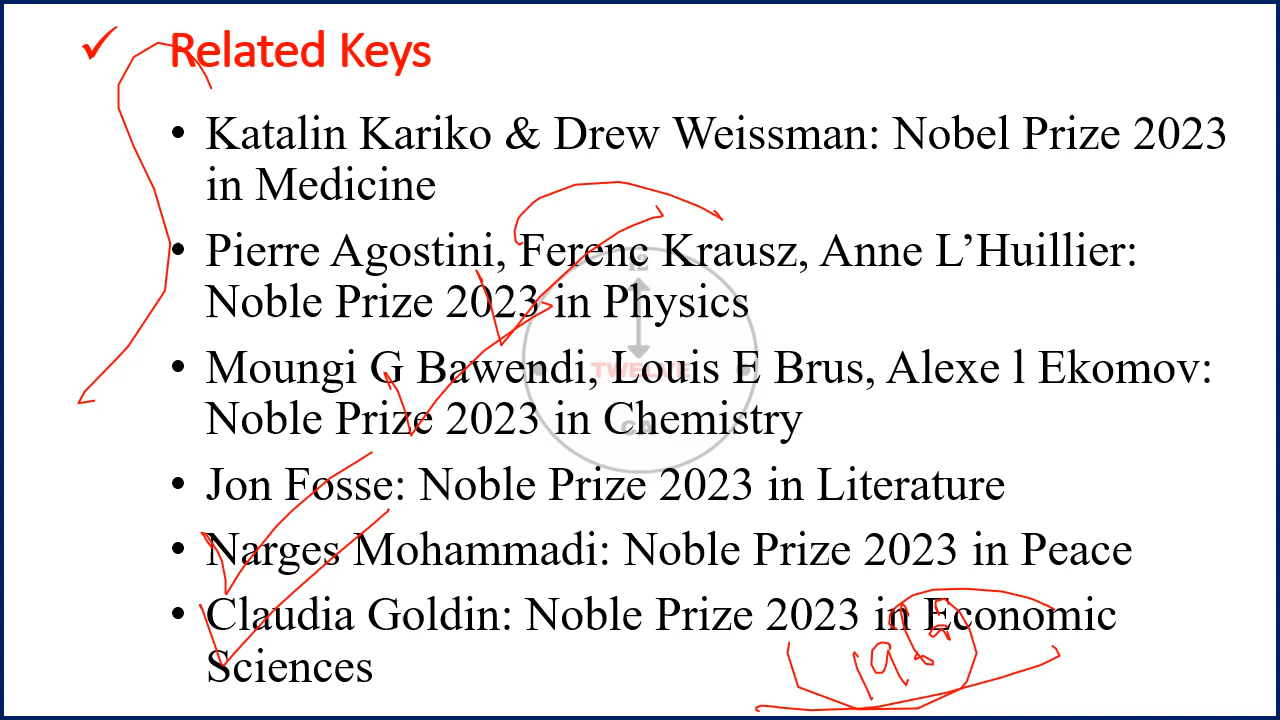 Related Keys
• Katalin Kariko & Drew Weissman: Nobel Prize 2023
in Medicine
• Pierre Agostini, Ferenc Krausz, Anne L’Huillier:
Noble Prize 2023 in Physics
• Moungi G Bawendi, Louis E Brus, Alexe l Ekomov:
Noble Prize 2023 in Chemistry
• Jon Fosse: Noble Prize 2023 in Literature
• Narges Mohammadi: Noble Prize 2023 in Peace
• Claudia Goldin: Noble Prize 2023 in Economic
Sciences
12
TWELVE